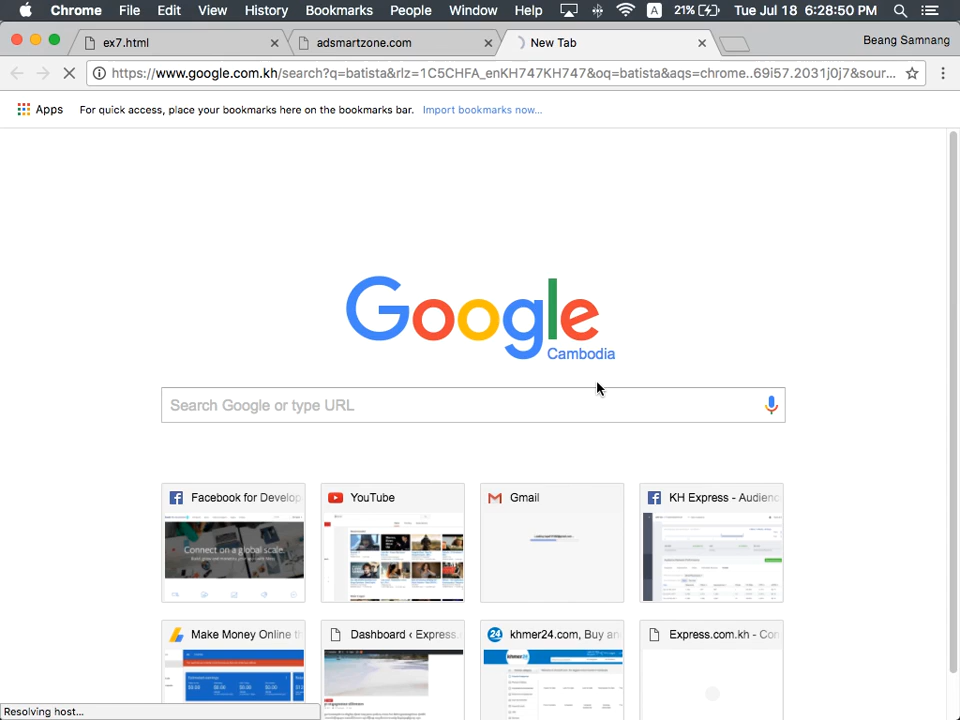 Chrome File Edit View History Bookmarks People Window Help A 21% Tue Jul 18 6:28:50 PM
ex7.html adsmartzone.com New Tab Beang Samnang
https://www.google.com.kh/search?q=batista&rlz=1C5CHFA_enKH747KH747&oq=batista&aqs=chrome..69i57.2031j0j7&sour...
Apps For quick access, place your bookmarks here on the bookmarks bar. Import bookmarks now...
Google
Cambodia
Search Google or type URL
Facebook for Develop YouTube Gmail KH Express - Audienc
Connect on a global scale.
Make Money Online th Dashboard ‹ Express. 24 khmer24.com, Buy an Express.com.kh - Con
Resolving host...